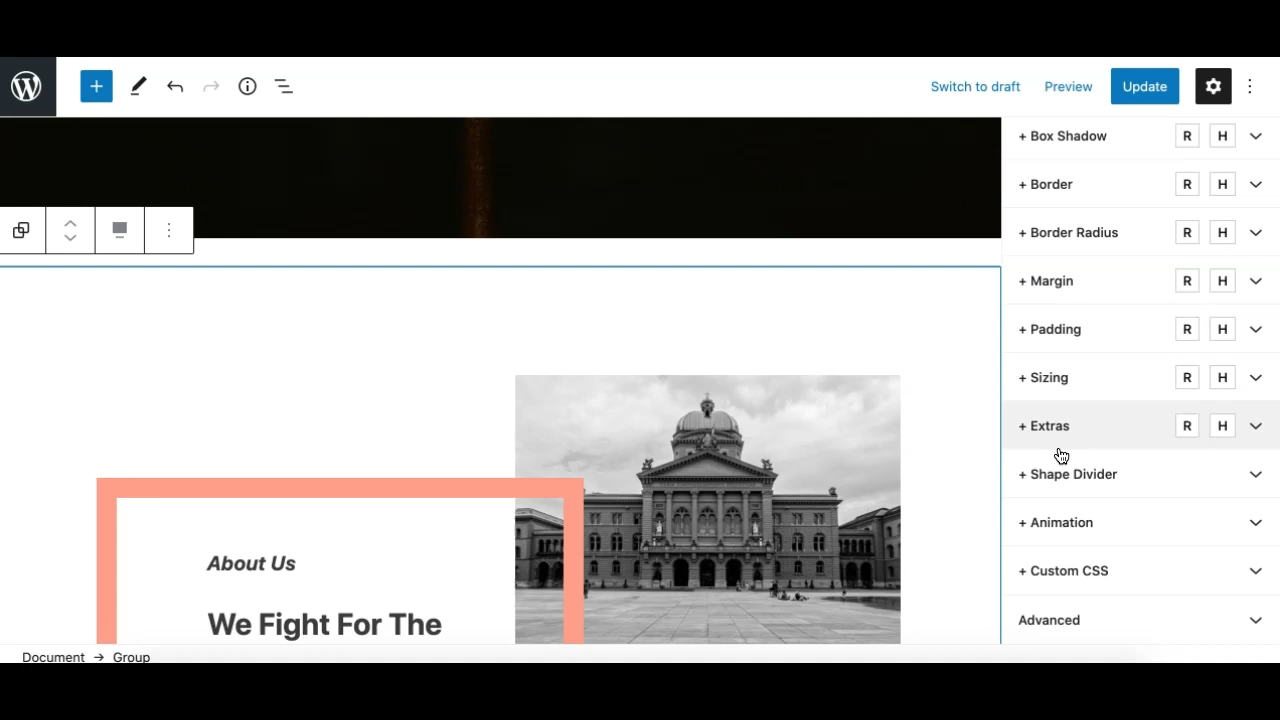 Switch to draft Preview Update
+ Box Shadow R H
+ Border R H
+ Border Radius R H
+ Margin R H
+ Padding R H
+ Sizing R H
+ Extras R H
+ Shape Divider
+ Animation
+ Custom CSS
Advanced
About Us
We Fight For The
Document → Group